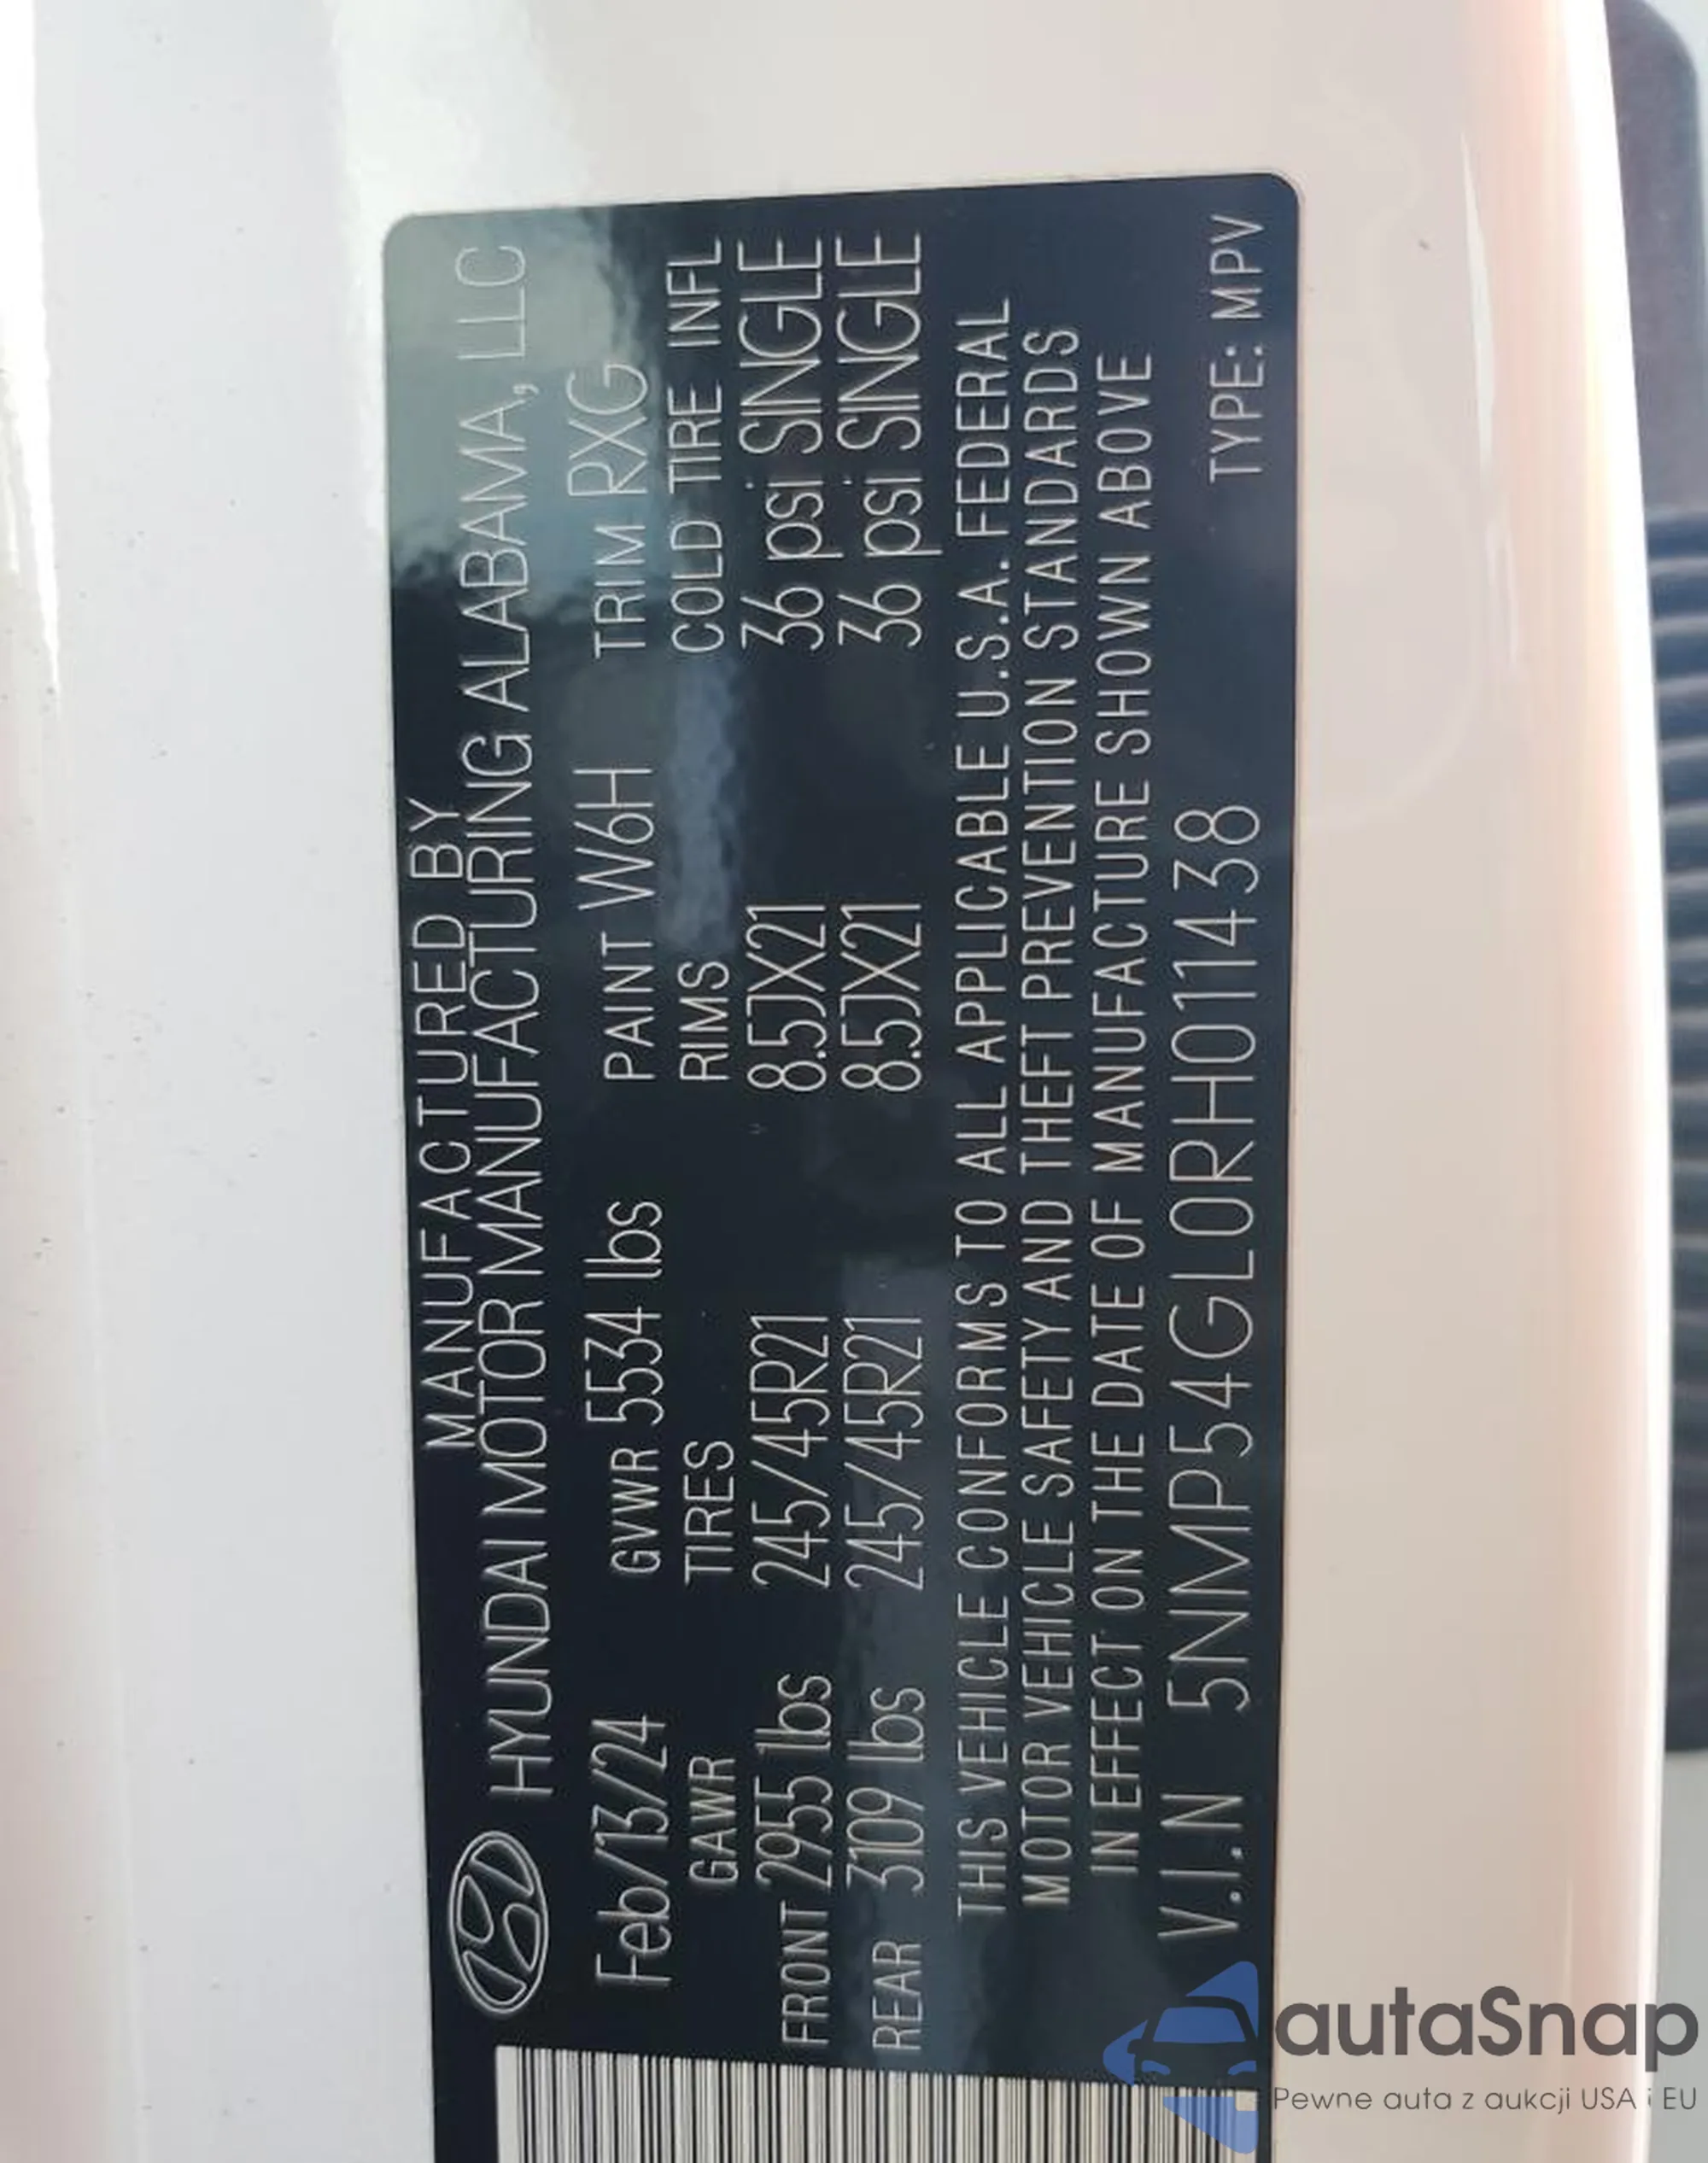 MANUFACTURED BY
HYUNDAI MOTOR MANUFACTURING ALABAMA, LLC
Feb/13/24 GVWR 5534 lbs PAINT W6H TRIM RXG
GAWR TIRES RIMS COLD TIRE INFL
FRONT 2955 lbs 245/45R21 8.5JX21 36 psi SINGLE
REAR 3109 lbs 245/45R21 8.5JX21 36 psi SINGLE
THIS VEHICLE CONFORMS TO ALL APPLICABLE U.S.A. FEDERAL
MOTOR VEHICLE SAFETY AND THEFT PREVENTION STANDARDS
IN EFFECT ON THE DATE OF MANUFACTURE SHOWN ABOVE
V.I.N 5NMP54GL0RH011438 TYPE: MPV
autaSnap
Pewne auta z aukcji USA i EU